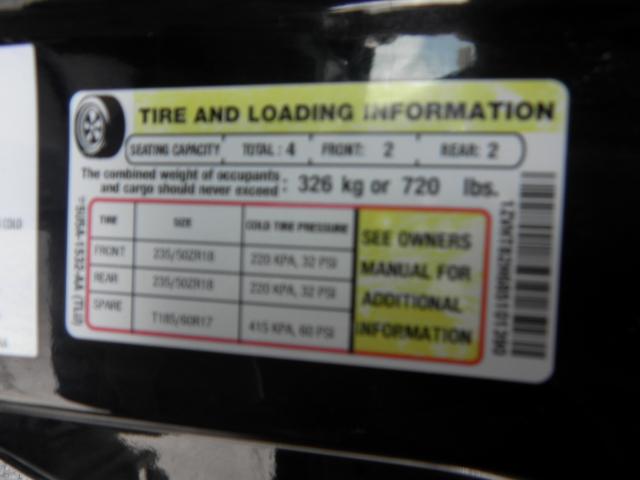 TIRE AND LOADING INFORMATION
SEATING CAPACITY TOTAL : 4 FRONT: 2 REAR: 2
The combined weight of occupants
and cargo should never exceed : 326 kg or 720 lbs.
TIRE SIZE COLD TIRE PRESSURE
FRONT 235/50ZR18 220 KPA, 32 PSI
REAR 235/50ZR18 220 KPA, 32 PSI
SPARE T185/60R17 415 KPA, 60 PSI
SEE OWNERS
MANUAL FOR
ADDITIONAL
INFORMATION
COLD